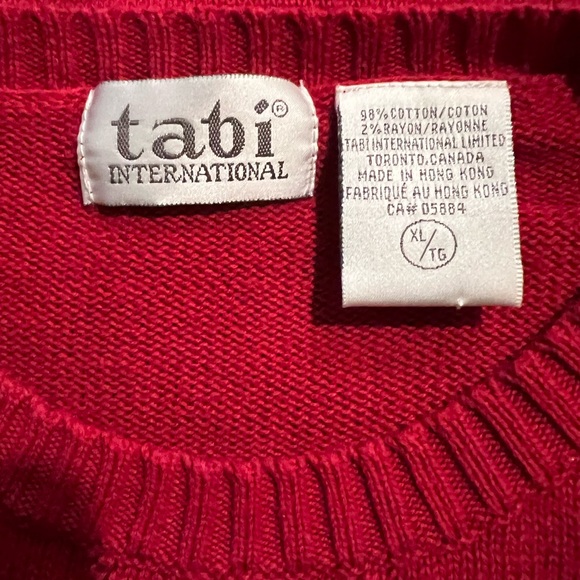 tabi®
INTERNATIONAL
98% COTTON/COTON
2% RAYON/RAYONNE
TABI INTERNATIONAL LIMITED
TORONTO, CANADA
MADE IN HONG KONG
FABRIQUÉ AU HONG KONG
CA# 05884
XL/TG